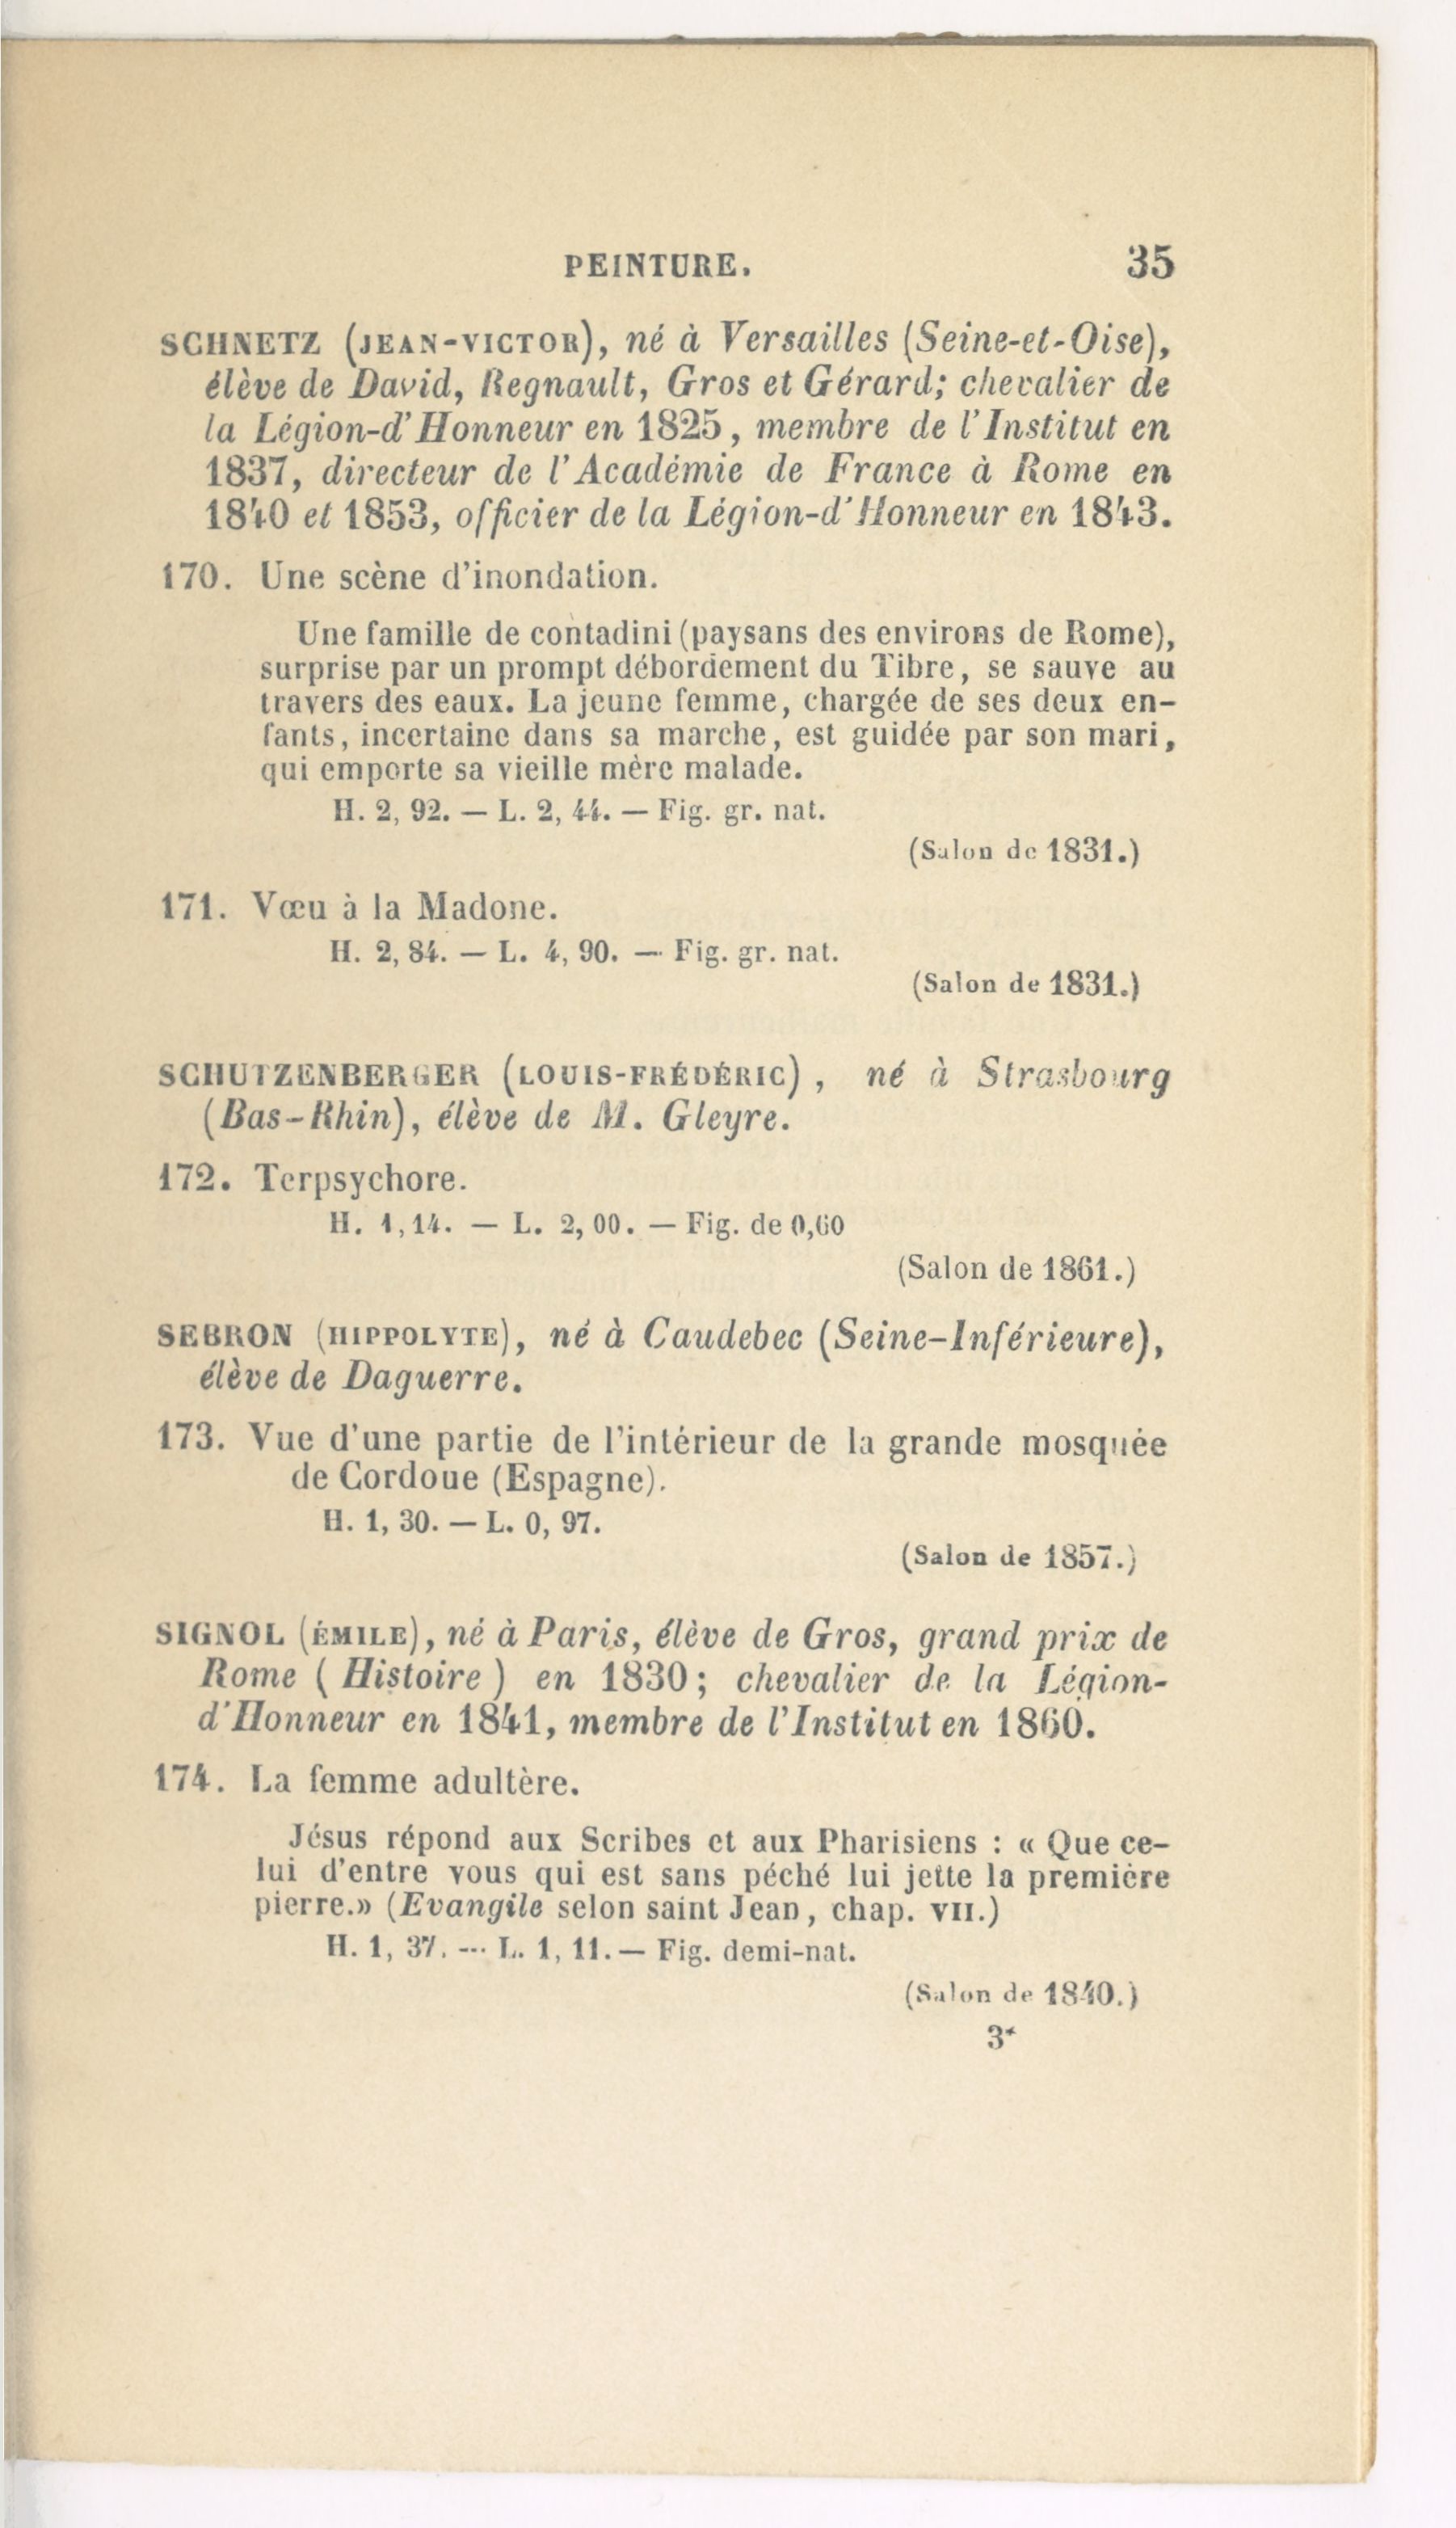 PEINTURE. 35
SCHNETZ (JEAN-VICTOR), né à Versailles (Seine-et-Oise),
élève de David, Regnault, Gros et Gérard; chevalier de
la Légion-d'Honneur en 1825, membre de l'Institut en
1837, directeur de l'Académie de France à Rome en
1840 et 1853, officier de la Légion-d'Honneur en 1843.
170. Une scène d'inondation.
Une famille de contadini (paysans des environs de Rome),
surprise par un prompt débordement du Tibre, se sauve au
travers des eaux. La jeune femme, chargée de ses deux en-
fants, incertaine dans sa marche, est guidée par son mari,
qui emporte sa vieille mère malade.
H. 2, 92. — L. 2, 44. — Fig. gr. nat.
(Salon de 1831.)
171. Vœu à la Madone.
H. 2, 84. — L. 4, 90. — Fig. gr. nat.
(Salon de 1831.)
SCHUTZENBERGER (LOUIS-FRÉDÉRIC), né à Strasbourg
(Bas-Rhin), élève de M. Gleyre.
172. Terpsychore.
H. 1,14. — L. 2,00. — Fig. de 0,60
(Salon de 1861.)
SEBRON (HIPPOLYTE), né à Caudebec (Seine-Inférieure),
élève de Daguerre.
173. Vue d'une partie de l'intérieur de la grande mosquée
de Cordoue (Espagne).
H. 1, 30. — L. 0, 97.
(Salon de 1857.)
SIGNOL (ÉMILE), né à Paris, élève de Gros, grand prix de
Rome (Histoire) en 1830; chevalier de la Légion-
d'Honneur en 1841, membre de l'Institut en 1860.
174. La femme adultère.
Jésus répond aux Scribes et aux Pharisiens : « Que ce-
lui d'entre vous qui est sans péché lui jette la première
pierre.» (Evangile selon saint Jean, chap. VII.)
H. 1, 37. — L. 1, 11. — Fig. demi-nat.
(Salon de 1840.)
3*